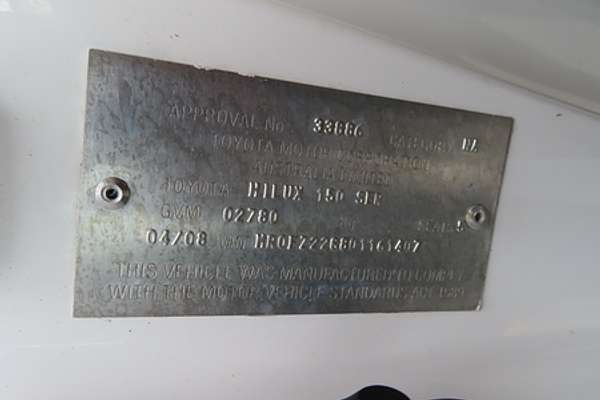 APPROVAL No. 33886 CATEGORY NA
TOYOTA MOTOR CORPORATION
AUSTRALIA LIMITED
TOYOTA HILUX 150 SER
GVM 02780 KG SEATS 5
04/08 VIN
THIS VEHICLE WAS MANUFACTURED TO COMPLY
WITH THE MOTOR VEHICLE STANDARDS ACT 1989